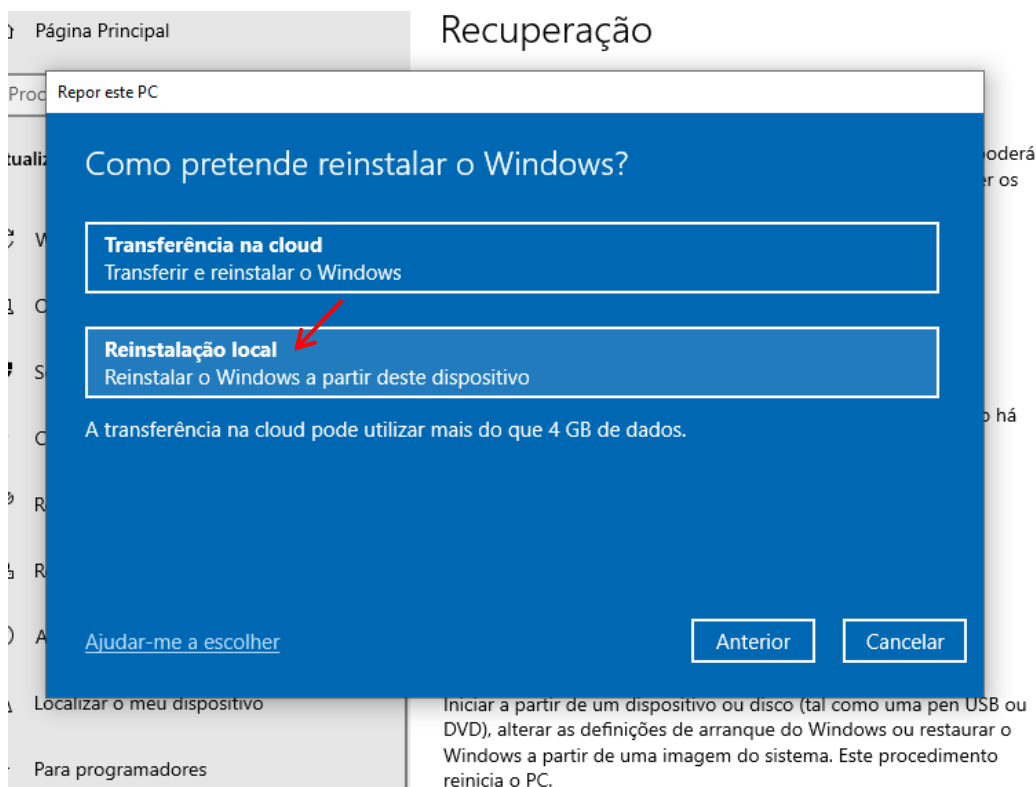 Página Principal
Recuperação
Repor este PC
Como pretende reinstalar o Windows?
Transferência na cloud
Transferir e reinstalar o Windows
Reinstalação local
Reinstalar o Windows a partir deste dispositivo
A transferência na cloud pode utilizar mais do que 4 GB de dados.
há
Ajudar-me a escolher
Anterior
Cancelar
Localizar o meu dispositivo
Iniciar a partir de um dispositivo ou disco (tal como uma pen USB ou
DVD), alterar as definições de arranque do Windows ou restaurar o
Windows a partir de uma imagem do sistema. Este procedimento
reinicia o PC.
Para programadores